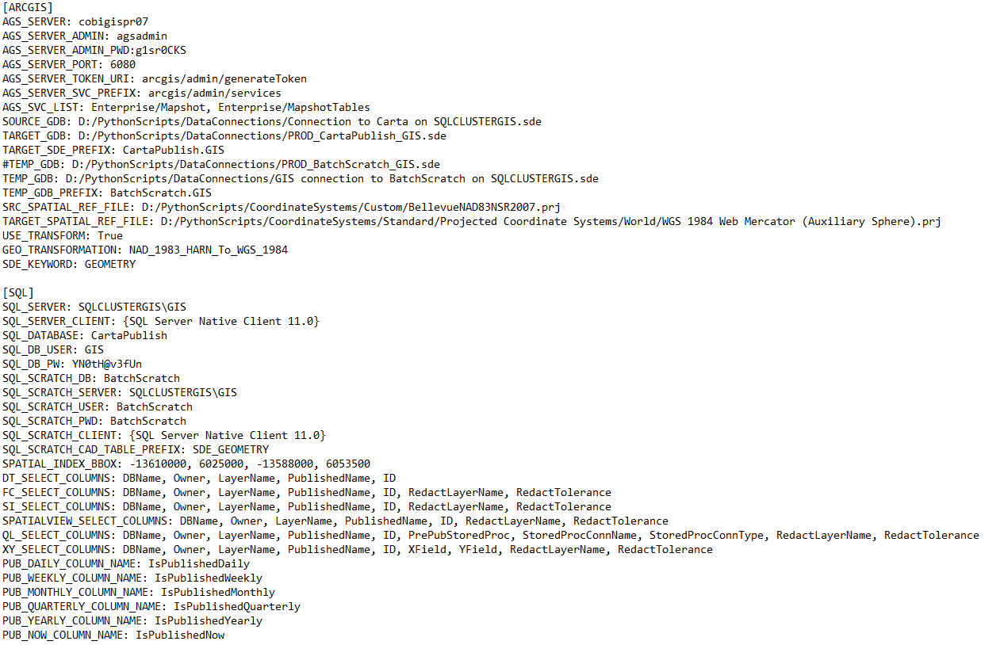 [ARCGIS]
AGS_SERVER: cobigispr07
AGS_SERVER_ADMIN: agsadmin
AGS_SERVER_ADMIN_PWD:g1sr0CKS
AGS_SERVER_PORT: 6080
AGS_SERVER_TOKEN_URI: arcgis/admin/generateToken
AGS_SERVER_SVC_PREFIX: arcgis/admin/services
AGS_SVC_LIST: Enterprise/Mapshot, Enterprise/MapshotTables
SOURCE_GDB: D:/PythonScripts/DataConnections/Connection to Carta on SQLCLUSTERGIS.sde
TARGET_GDB: D:/PythonScripts/DataConnections/PROD_CartaPublish_GIS.sde
TARGET_SDE_PREFIX: CartaPublish.GIS
#TEMP_GDB: D:/PythonScripts/DataConnections/PROD_BatchScratch_GIS.sde
TEMP_GDB: D:/PythonScripts/DataConnections/GIS connection to BatchScratch on SQLCLUSTERGIS.sde
TEMP_GDB_PREFIX: BatchScratch.GIS
SRC_SPATIAL_REF_FILE: D:/PythonScripts/CoordinateSystems/Custom/BellevueNAD83NSR2007.prj
TARGET_SPATIAL_REF_FILE: D:/PythonScripts/CoordinateSystems/Standard/Projected Coordinate Systems/World/WGS 1984 Web Mercator (Auxiliary Sphere).prj
USE_TRANSFORM: True
GEO_TRANSFORMATION: NAD_1983_HARN_To_WGS_1984
SDE_KEYWORD: GEOMETRY

[SQL]
SQL_SERVER: SQLCLUSTERGIS\GIS
SQL_SERVER_CLIENT: {SQL Server Native Client 11.0}
SQL_DATABASE: CartaPublish
SQL_DB_USER: GIS
SQL_DB_PW: YN0tH@v3fUn
SQL_SCRATCH_DB: BatchScratch
SQL_SCRATCH_SERVER: SQLCLUSTERGIS\GIS
SQL_SCRATCH_USER: BatchScratch
SQL_SCRATCH_PWD: BatchScratch
SQL_SCRATCH_CLIENT: {SQL Server Native Client 11.0}
SQL_SCRATCH_CAD_TABLE_PREFIX: SDE_GEOMETRY
SPATIAL_INDEX_BBOX: -13610000, 6025000, -13588000, 6053500
DT_SELECT_COLUMNS: DBName, Owner, LayerName, PublishedName, ID
FC_SELECT_COLUMNS: DBName, Owner, LayerName, PublishedName, ID, RedactLayerName, RedactTolerance
SI_SELECT_COLUMNS: DBName, Owner, LayerName, PublishedName, ID, RedactLayerName, RedactTolerance
SPATIALVIEW_SELECT_COLUMNS: DBName, Owner, LayerName, PublishedName, ID, RedactLayerName, RedactTolerance
QL_SELECT_COLUMNS: DBName, Owner, LayerName, PublishedName, ID, PrePubStoredProc, StoredProcConnName, StoredProcConnType, RedactLayerName, RedactTolerance
XY_SELECT_COLUMNS: DBName, Owner, LayerName, PublishedName, ID, XField, YField, RedactLayerName, RedactTolerance
PUB_DAILY_COLUMN_NAME: IsPublishedDaily
PUB_WEEKLY_COLUMN_NAME: IsPublishedWeekly
PUB_MONTHLY_COLUMN_NAME: IsPublishedMonthly
PUB_QUARTERLY_COLUMN_NAME: IsPublishedQuarterly
PUB_YEARLY_COLUMN_NAME: IsPublishedYearly
PUB_NOW_COLUMN_NAME: IsPublishedNow